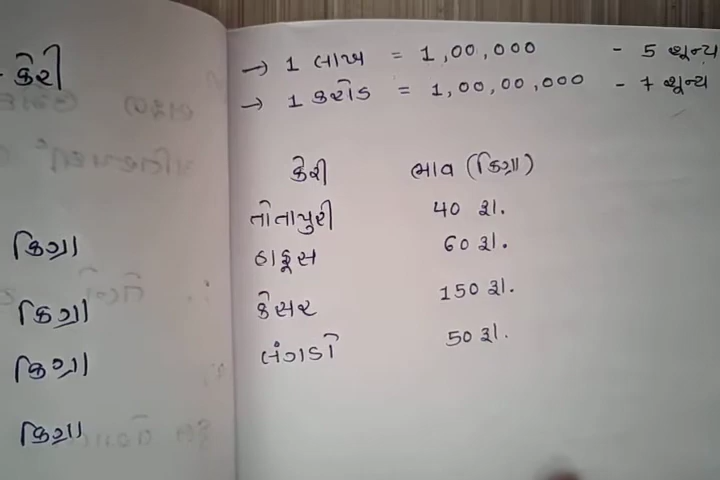 કેરી
કિગ્રા
કિગ્રા
કિગ્રા
કિગ્રા
→ 1 લાખ = 1,00,000 - 5 શૂન્ય
→ 1 કરોડ = 1,00,00,000 - 7 શૂન્ય
કેરી ભાવ (કિગ્રા)
તોતાપુરી 40 રૂા.
હાફૂસ 60 રૂા.
કેસર 150 રૂા.
લંગડો 50 રૂા.